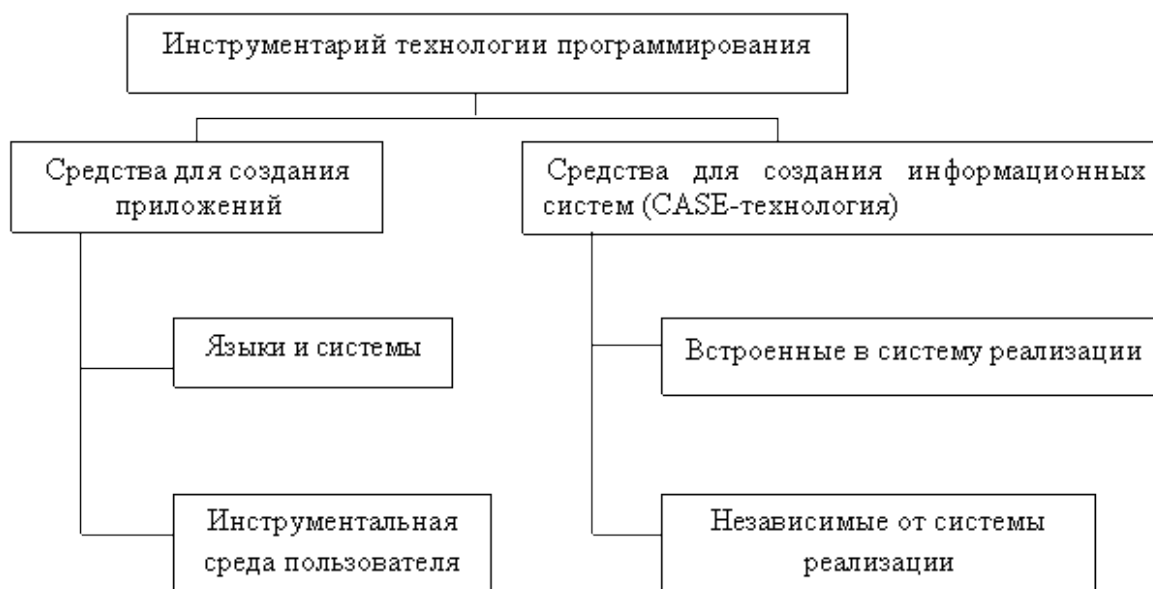 Инструментарий технологии программирования
Средства для создания
приложений
Средства для создания информационных
систем (CASE-технология)
Языки и системы
Встроенные в систему реализации
Инструментальная
среда пользователя
Независимые от системы
реализации